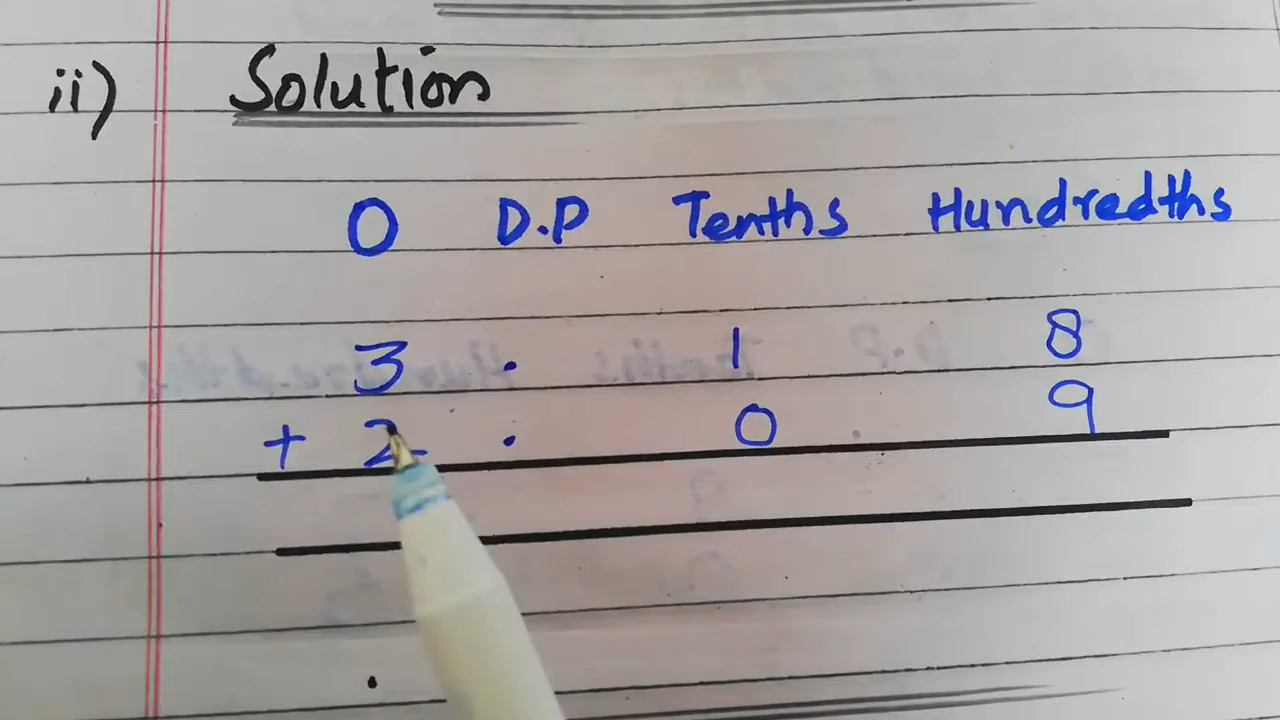 ii) Solution
O D.P Tenths Hundredths
3 . 1 8
+ 2 . 0 9